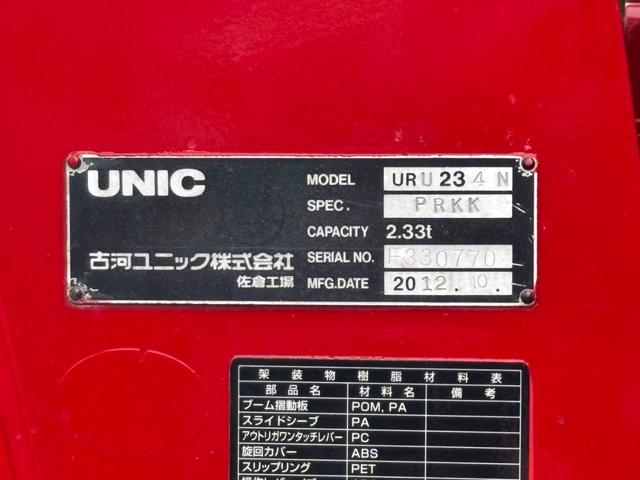 UNIC
MODEL URU234N
SPEC. PRKK
CAPACITY 2.33t
古河ユニック株式会社
佐倉工場
SERIAL NO. F330770
MFG.DATE 2012.10.
架装物樹脂材料表
部品名 材料名 備考
ブーム摺動板 POM, PA
スライドシーブ PA
アウトリガワンタッチレバー PC
旋回カバー ABS
スリップリング PET